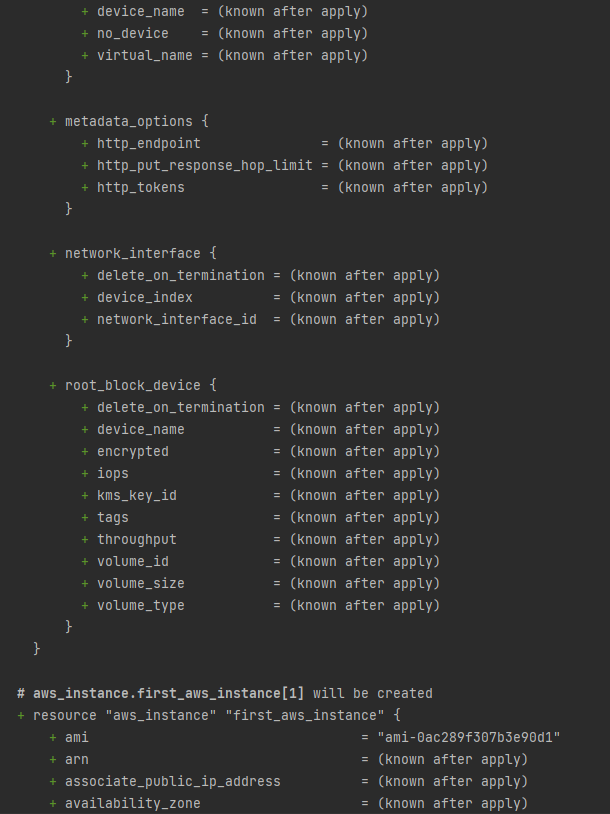 + device_name  = (known after apply)
+ no_device    = (known after apply)
+ virtual_name = (known after apply)
}
+ metadata_options {
+ http_endpoint               = (known after apply)
+ http_put_response_hop_limit = (known after apply)
+ http_tokens                 = (known after apply)
}
+ network_interface {
+ delete_on_termination = (known after apply)
+ device_index          = (known after apply)
+ network_interface_id  = (known after apply)
}
+ root_block_device {
+ delete_on_termination = (known after apply)
+ device_name           = (known after apply)
+ encrypted             = (known after apply)
+ iops                  = (known after apply)
+ kms_key_id            = (known after apply)
+ tags                  = (known after apply)
+ throughput            = (known after apply)
+ volume_id             = (known after apply)
+ volume_size           = (known after apply)
+ volume_type           = (known after apply)
}
}
# aws_instance.first_aws_instance[1] will be created
+ resource "aws_instance" "first_aws_instance" {
+ ami                                  = "ami-0ac289f307b3e90d1"
+ arn                                  = (known after apply)
+ associate_public_ip_address          = (known after apply)
+ availability_zone                    = (known after apply)